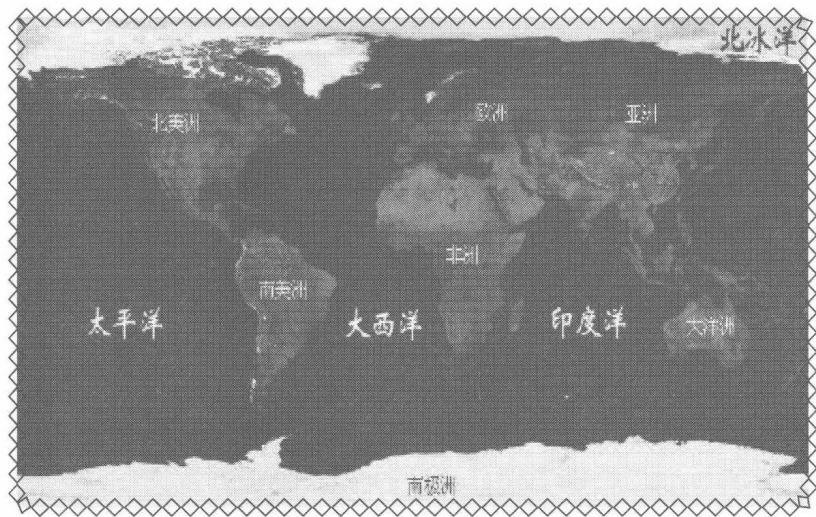 北冰洋
北美洲
欧洲
亚洲
非洲
南美洲
太平洋
大西洋
印度洋
大洋洲
南极洲